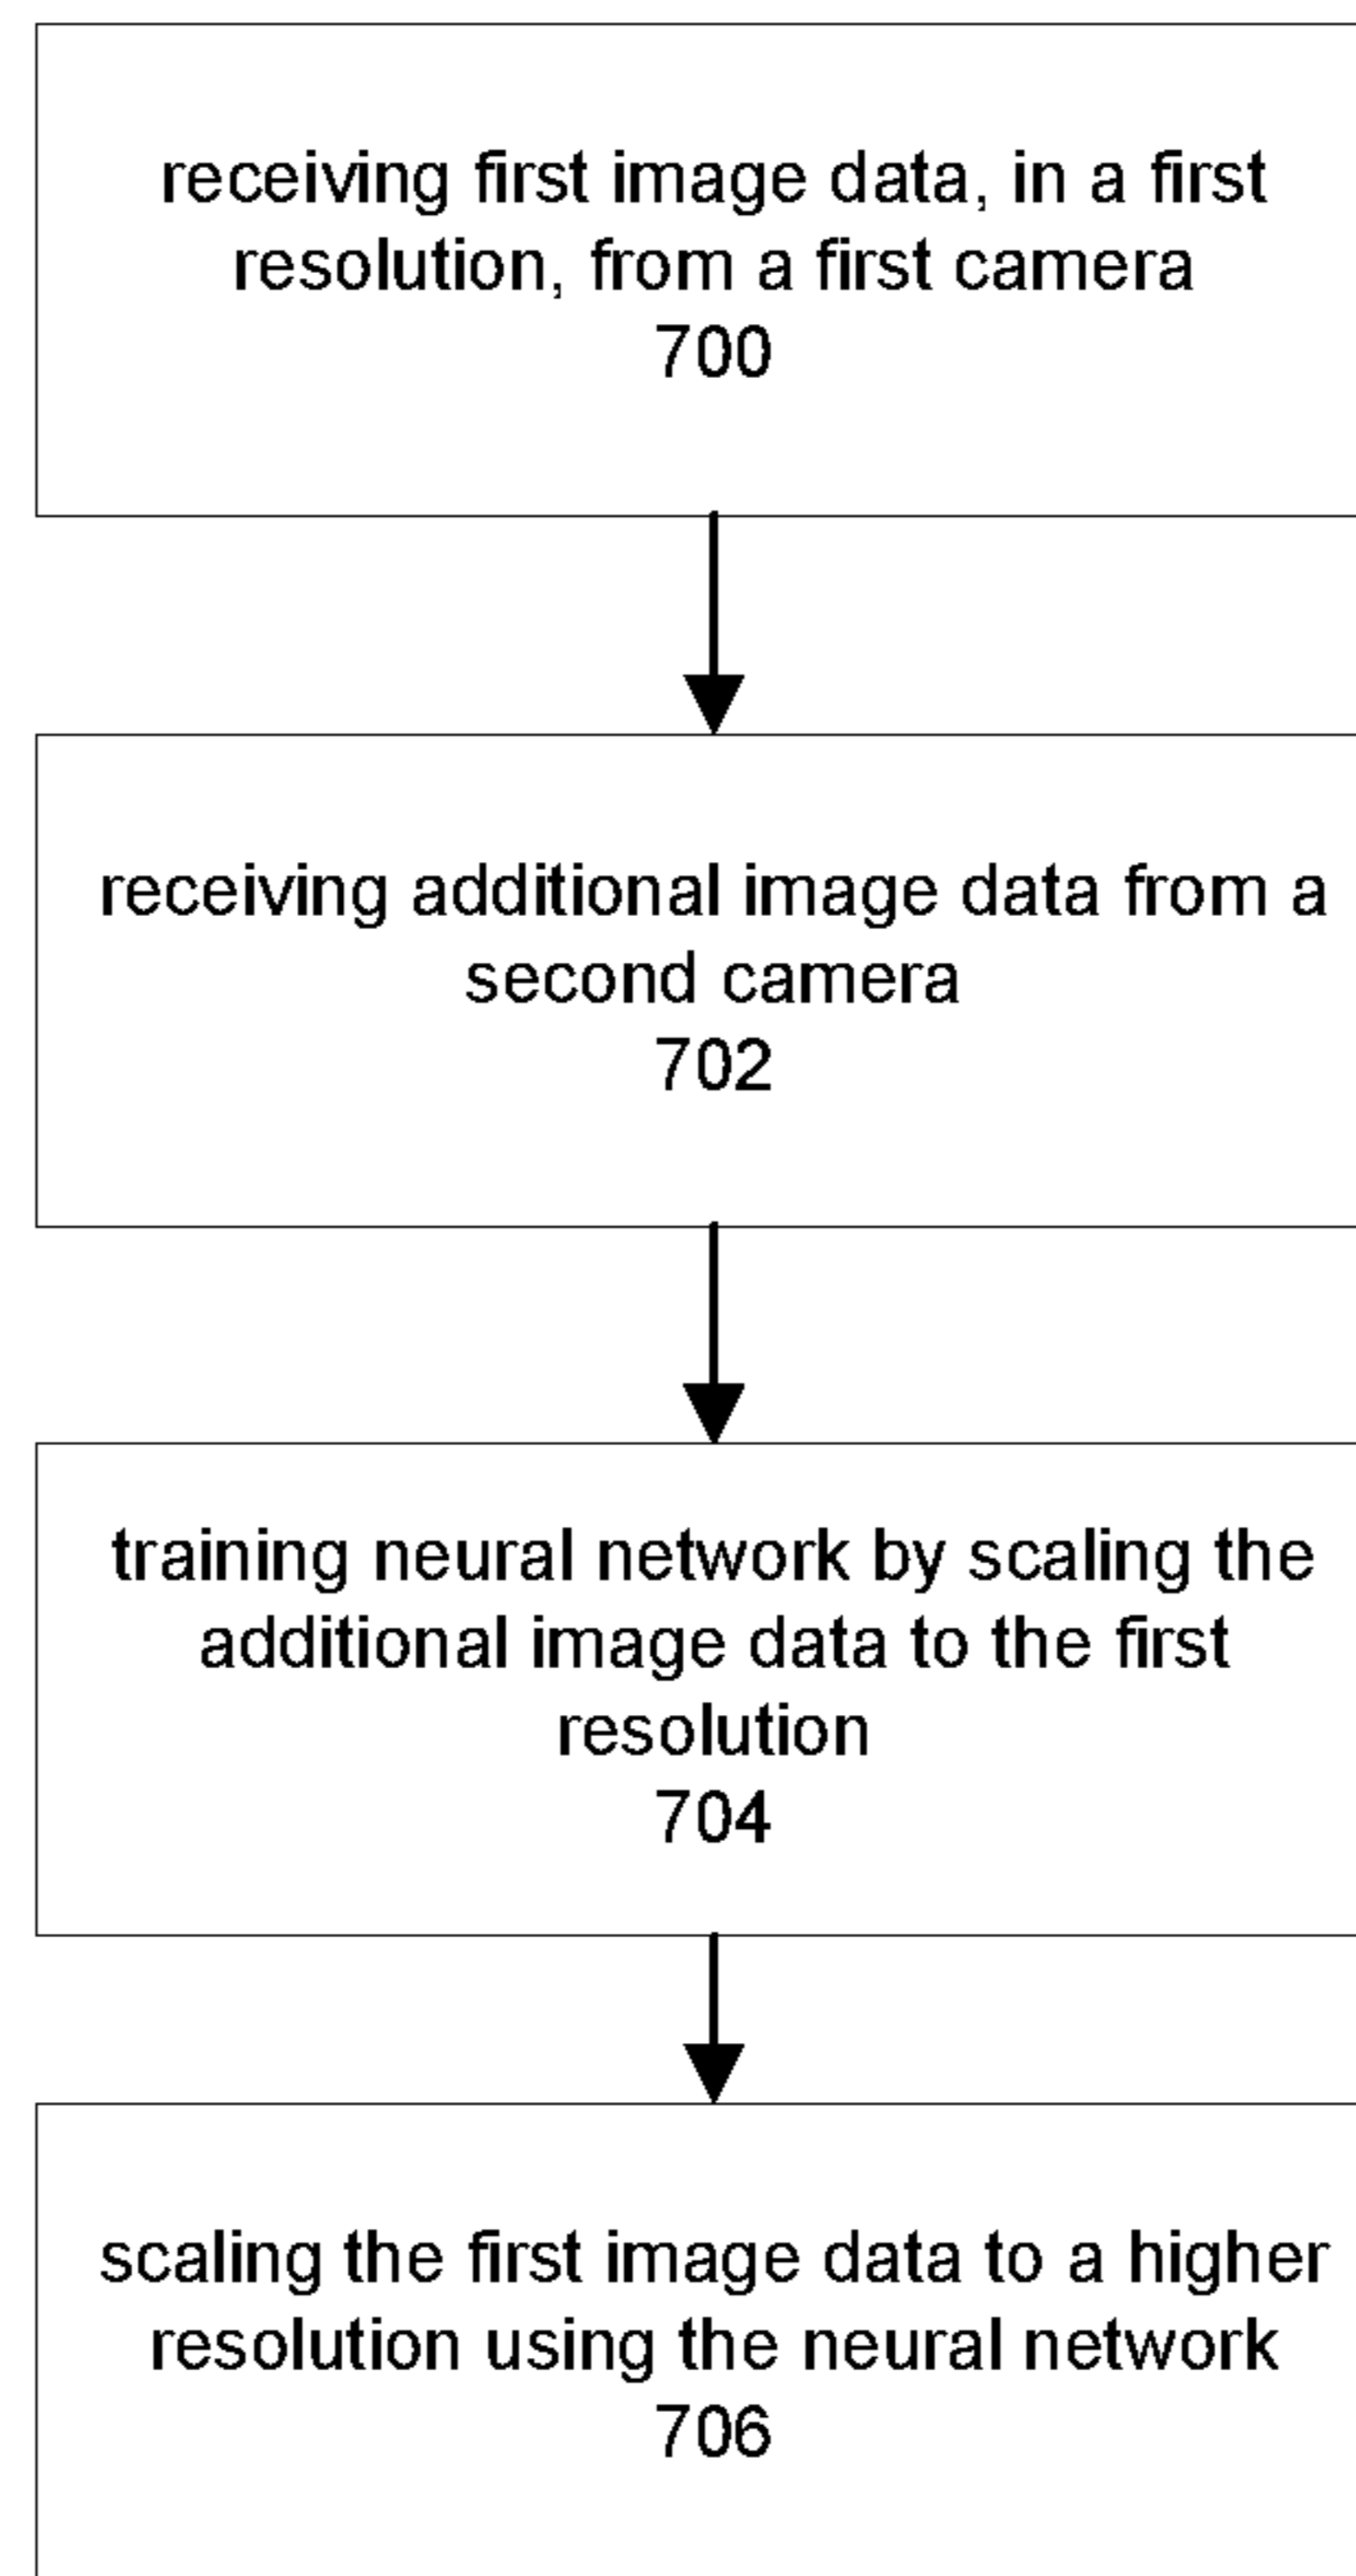 receiving first image data, in a first
resolution, from a first camera
700
receiving additional image data from a
second camera
702
training neural network by scaling the
additional image data to the first
resolution
704
scaling the first image data to a higher
resolution using the neural network
706